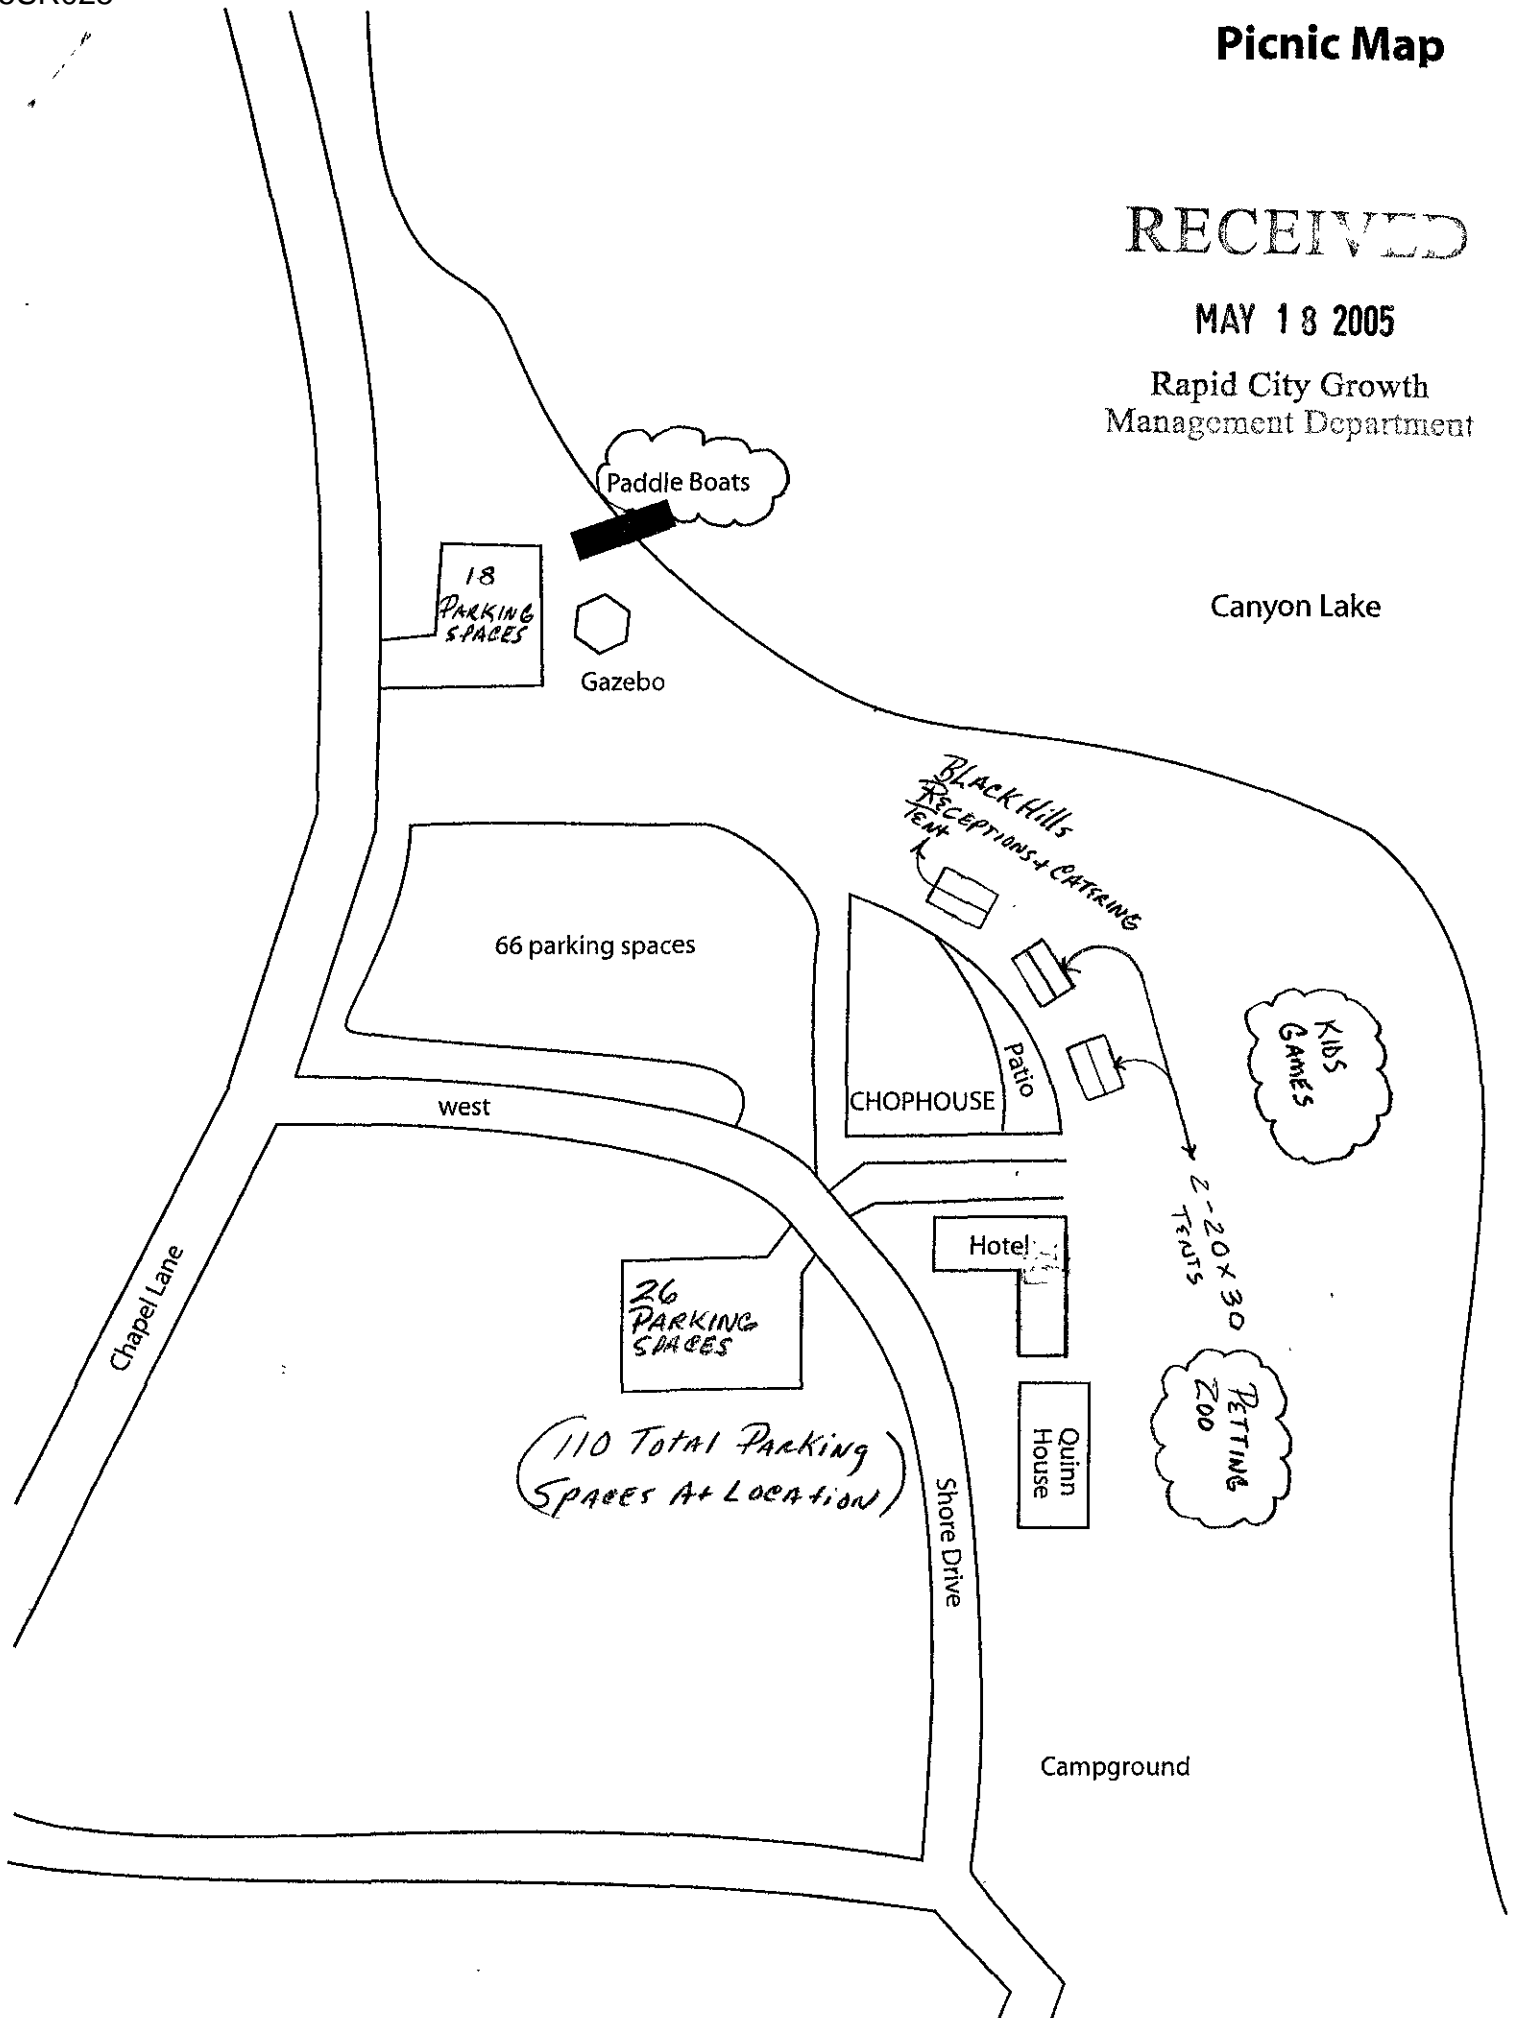 Picnic Map
RECEIVED
MAY 18 2005
Rapid City Growth
Management Department
Paddle Boats
18
PARKING
SPACES
Gazebo
Canyon Lake
BLACK Hills
RECEPTIONS + CATERING
TENT
66 parking spaces
KIDS
GAMES
Patio
CHOPHOUSE
west
2-20x30
TENTS
Hotel
Chapel Lane
26
PARKING
SPACES
PETTING
ZOO
(110 TOTAL PARKING
SPACES At LOCATION)
Quinn
House
Shore Drive
Campground